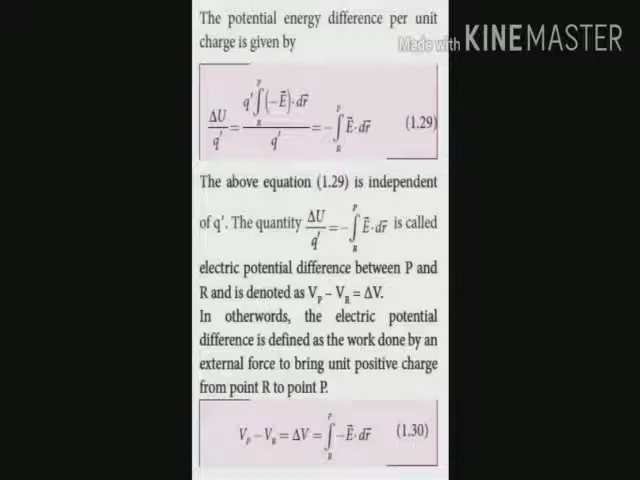 The potential energy difference per unit
charge is given by
Made with KINEMASTER
ΔU/q' = q'∫_R^P(-E⃗)·dr⃗/q' = -∫_R^P E⃗·dr⃗ (1.29)
The above equation (1.29) is independent
of q'. The quantity ΔU/q' = -∫_R^P E⃗·dr⃗ is called
electric potential difference between P and
R and is denoted as V_P – V_R = ΔV.
In otherwords, the electric potential
difference is defined as the work done by an
external force to bring unit positive charge
from point R to point P.
V_P – V_R = ΔV = ∫_R^P -E⃗·dr⃗ (1.30)